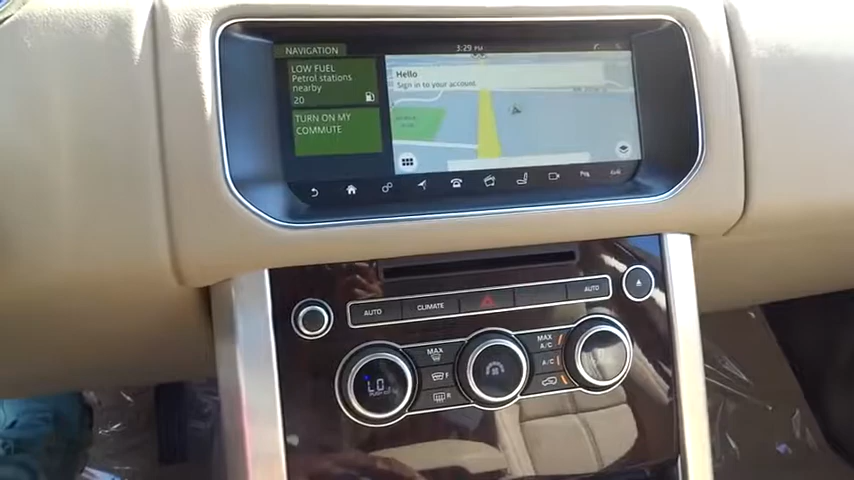 NAVIGATION
3:29 PM
LOW FUEL
Petrol stations
nearby
20
TURN ON MY
COMMUTE
Hello
Sign in to your account.
AUTO
CLIMATE
AUTO
MAX
MAX
A/C
A/C
LO
PUSH